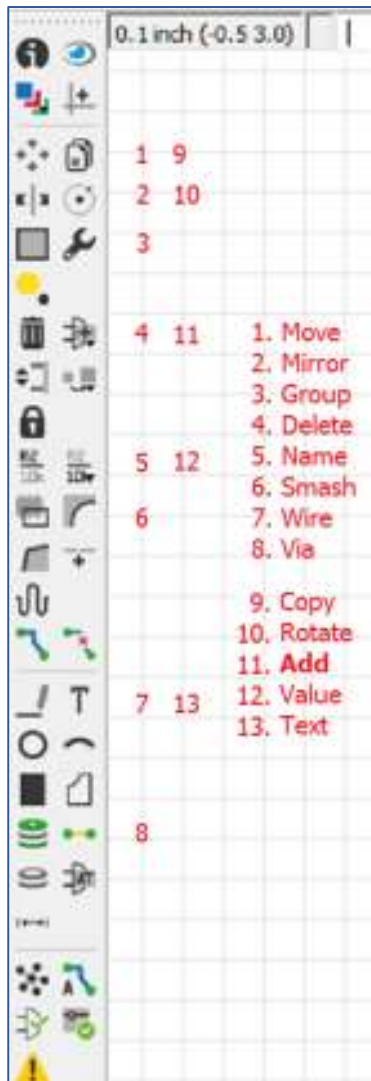 0.1 inch (-0.5 3.0)
1 9
2 10
3
4 11
5 12
6
7 13
8
1. Move
2. Mirror
3. Group
4. Delete
5. Name
6. Smash
7. Wire
8. Via
9. Copy
10. Rotate
11. Add
12. Value
13. Text